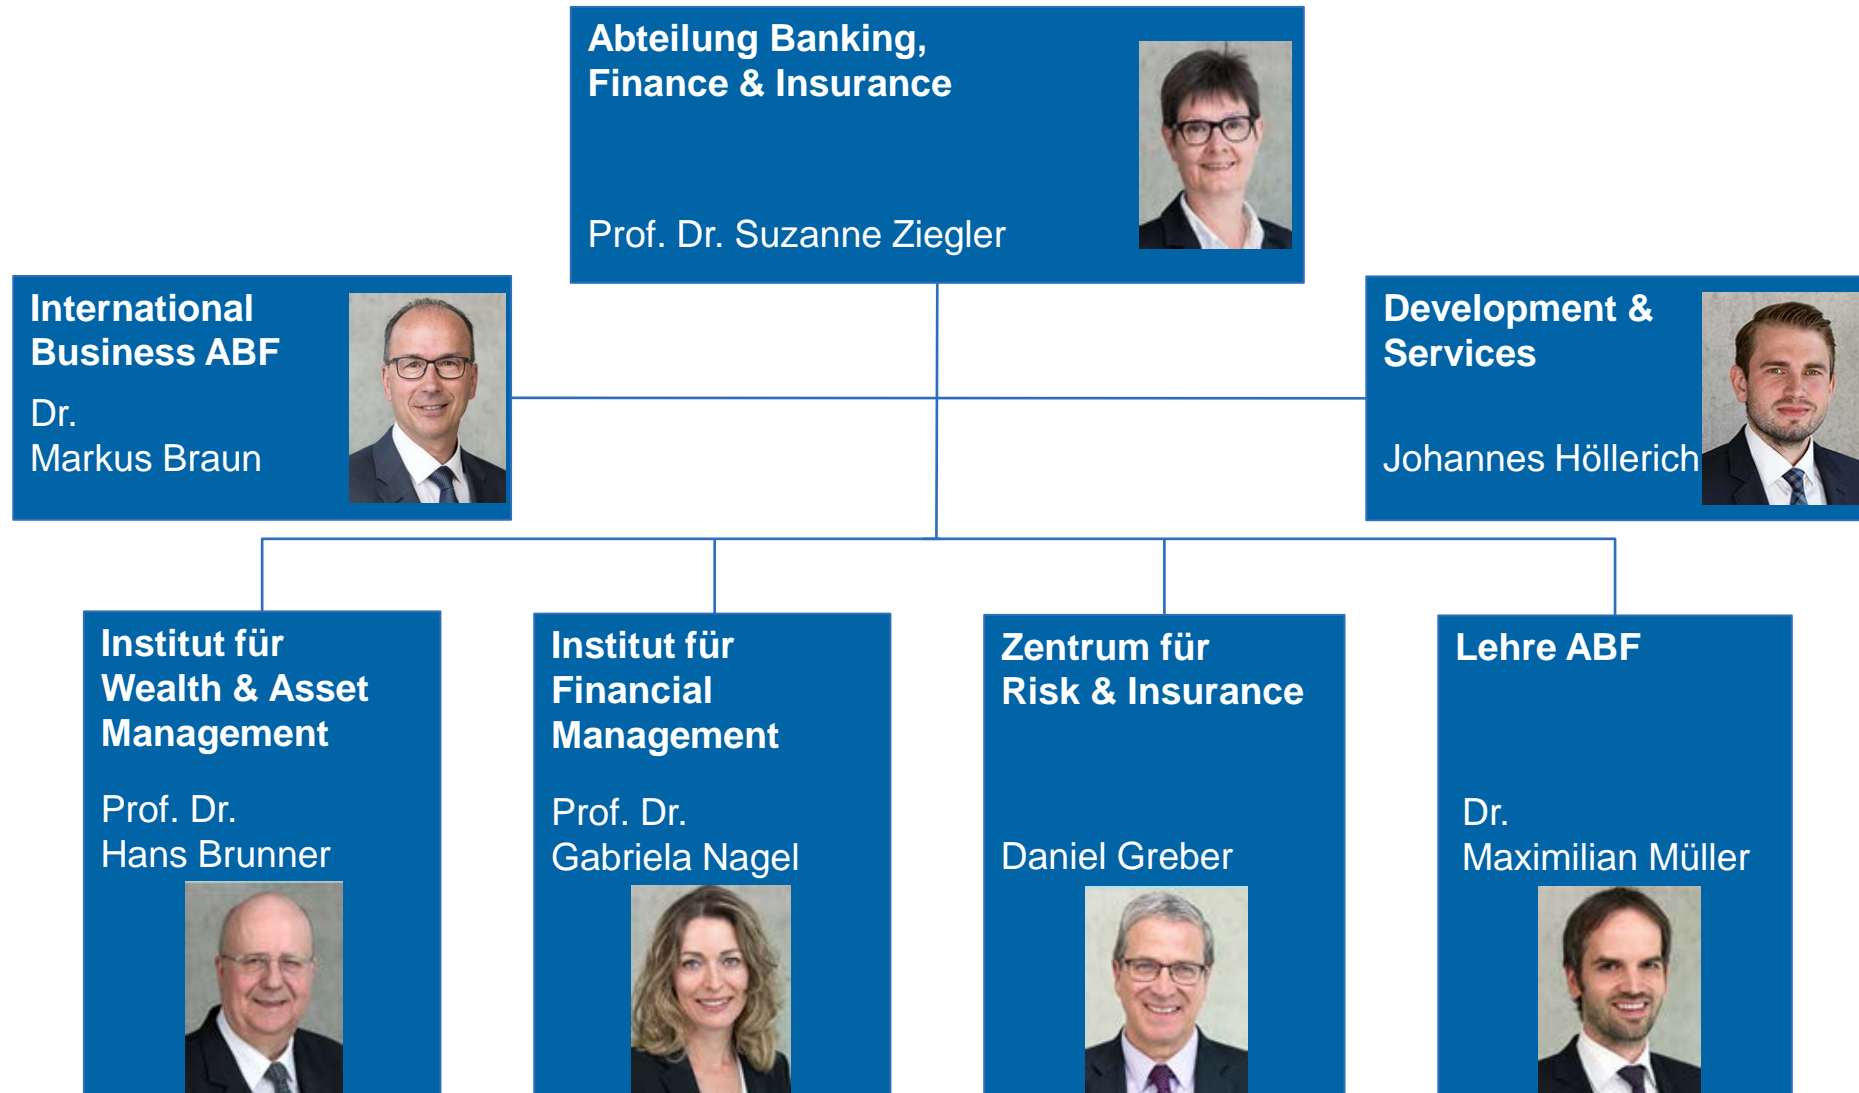 Abteilung Banking,
Finance & Insurance
Prof. Dr. Suzanne Ziegler
International
Business ABF
Dr.
Markus Braun
Development &
Services
Johannes Höllerich
Institut für
Wealth & Asset
Management
Prof. Dr.
Hans Brunner
Institut für
Financial
Management
Prof. Dr.
Gabriela Nagel
Zentrum für
Risk & Insurance
Daniel Greber
Lehre ABF
Dr.
Maximilian Müller